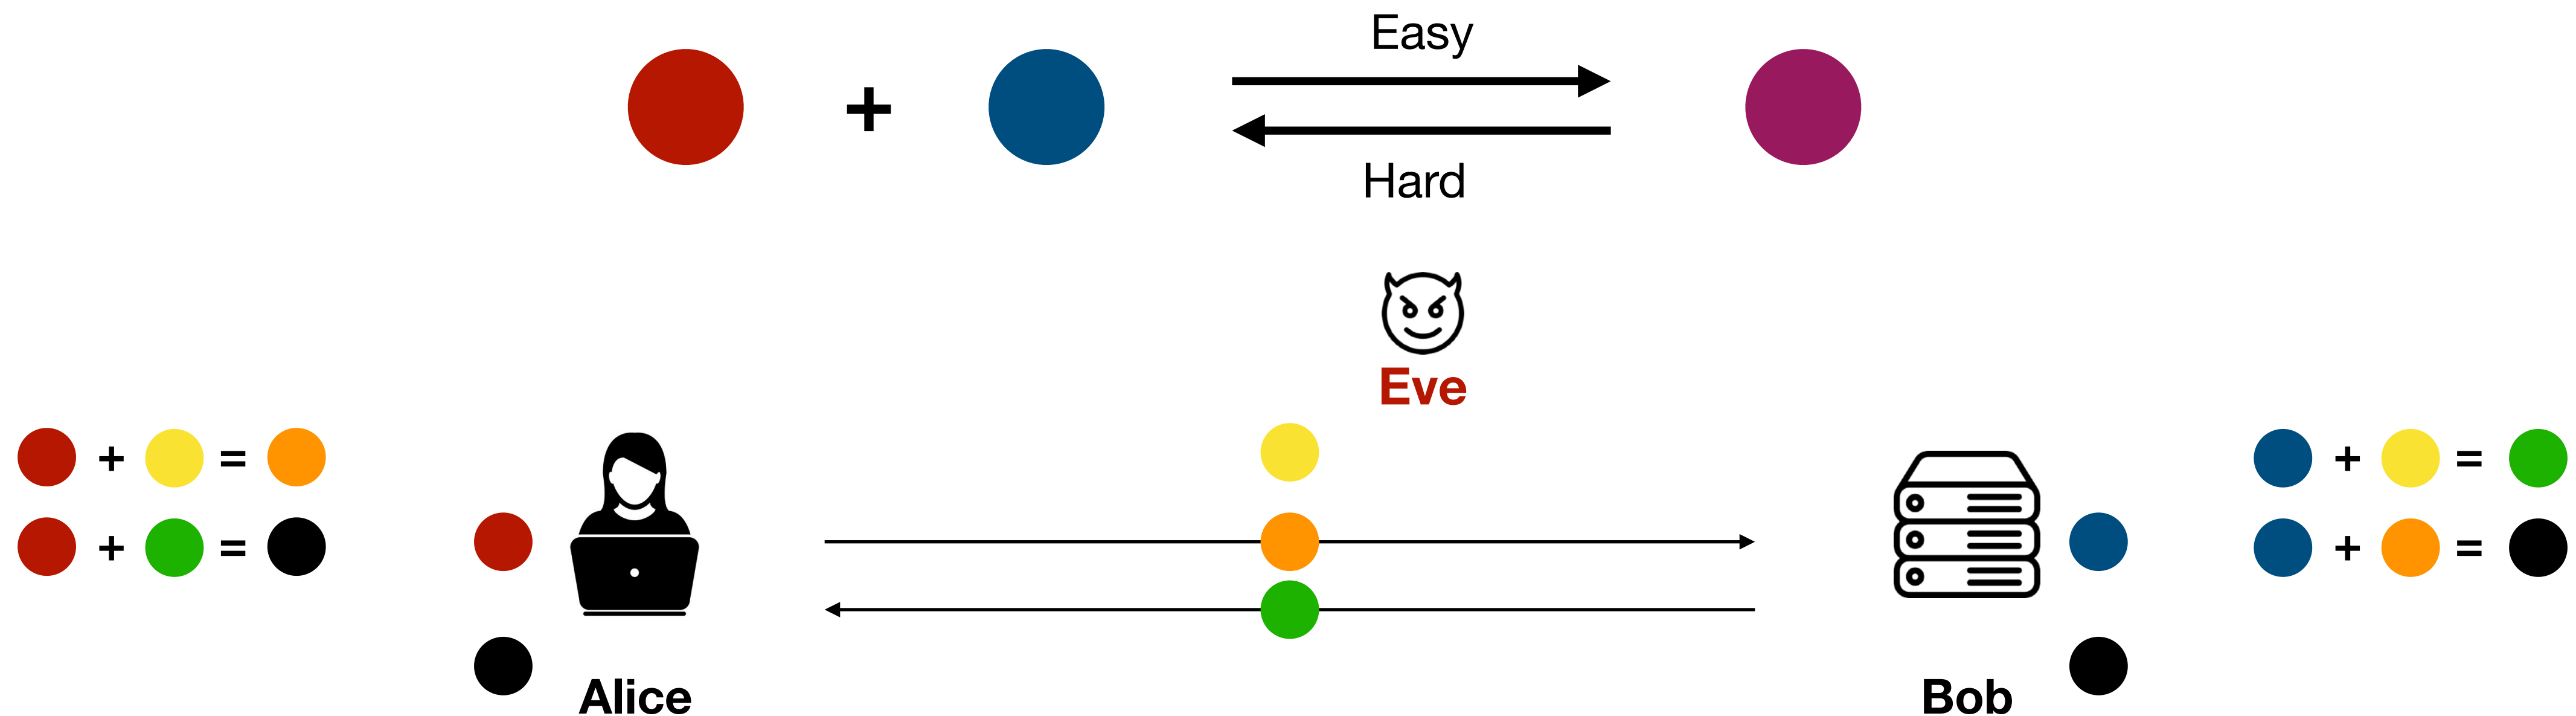 Easy
+
Hard
Eve
+ =
+ =
+ =
+ =
Alice
Bob